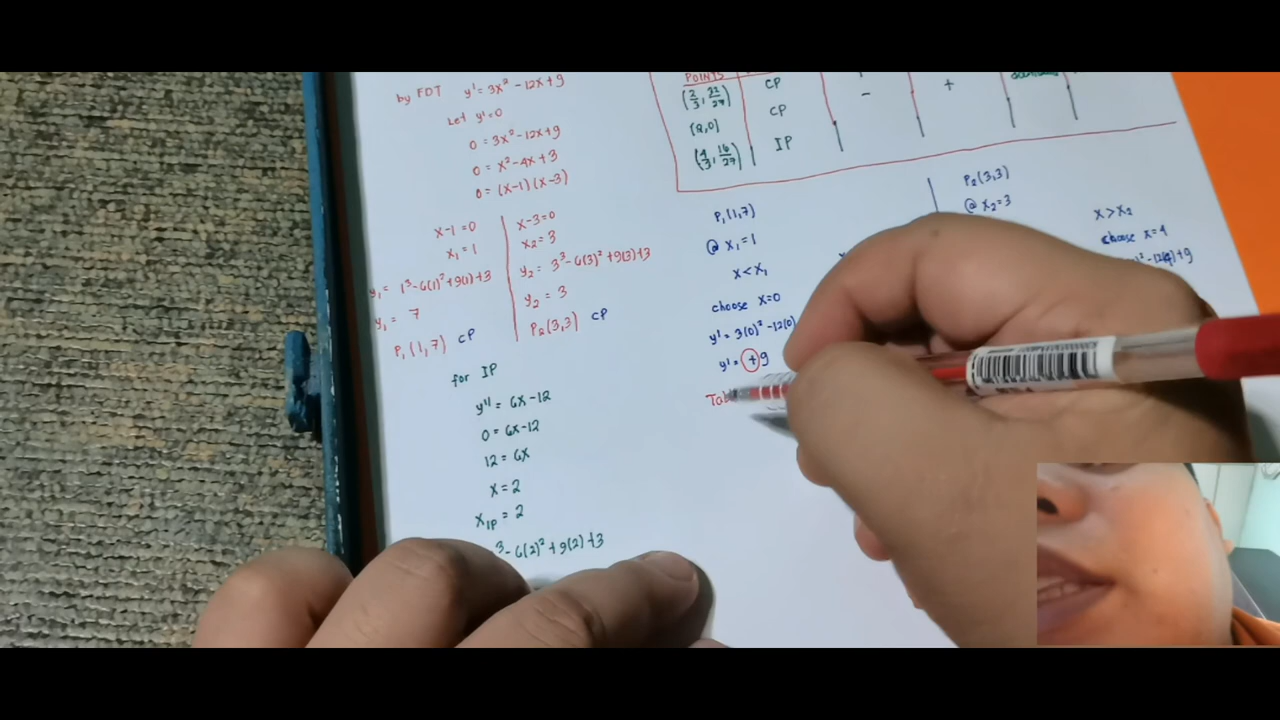 by FDT y' = 3x² - 12x + 9
Let y' = 0
0 = 3x² - 12x + 9
0 = x² - 4x + 3
0 = (x-1)(x-3)
x-1 = 0
x₁ = 1
y₁ = 1³ - 6(1)² + 9(1) + 3
y₁ = 7
P₁(1,7) CP
x-3 = 0
x₂ = 3
y₂ = 3³ - 6(3)² + 9(3) + 3
y₂ = 3
P₂(3,3) CP
for IP
y'' = 6x - 12
0 = 6x - 12
12 = 6x
x = 2
x_IP = 2
³ - 6(2)² + 9(2) + 3
POINTS
(2/3, 22/27) CP - +
(2,0) CP
(4/3, 16/27) IP
P₁(1,7)
@ x₁ = 1
x < x₁
choose x = 0
y' = 3(0)² - 12(0)
y' = +9
P₂(3,3)
@ x₂ = 3
x > x₂
choose x = 4
² - 12(4) + 9